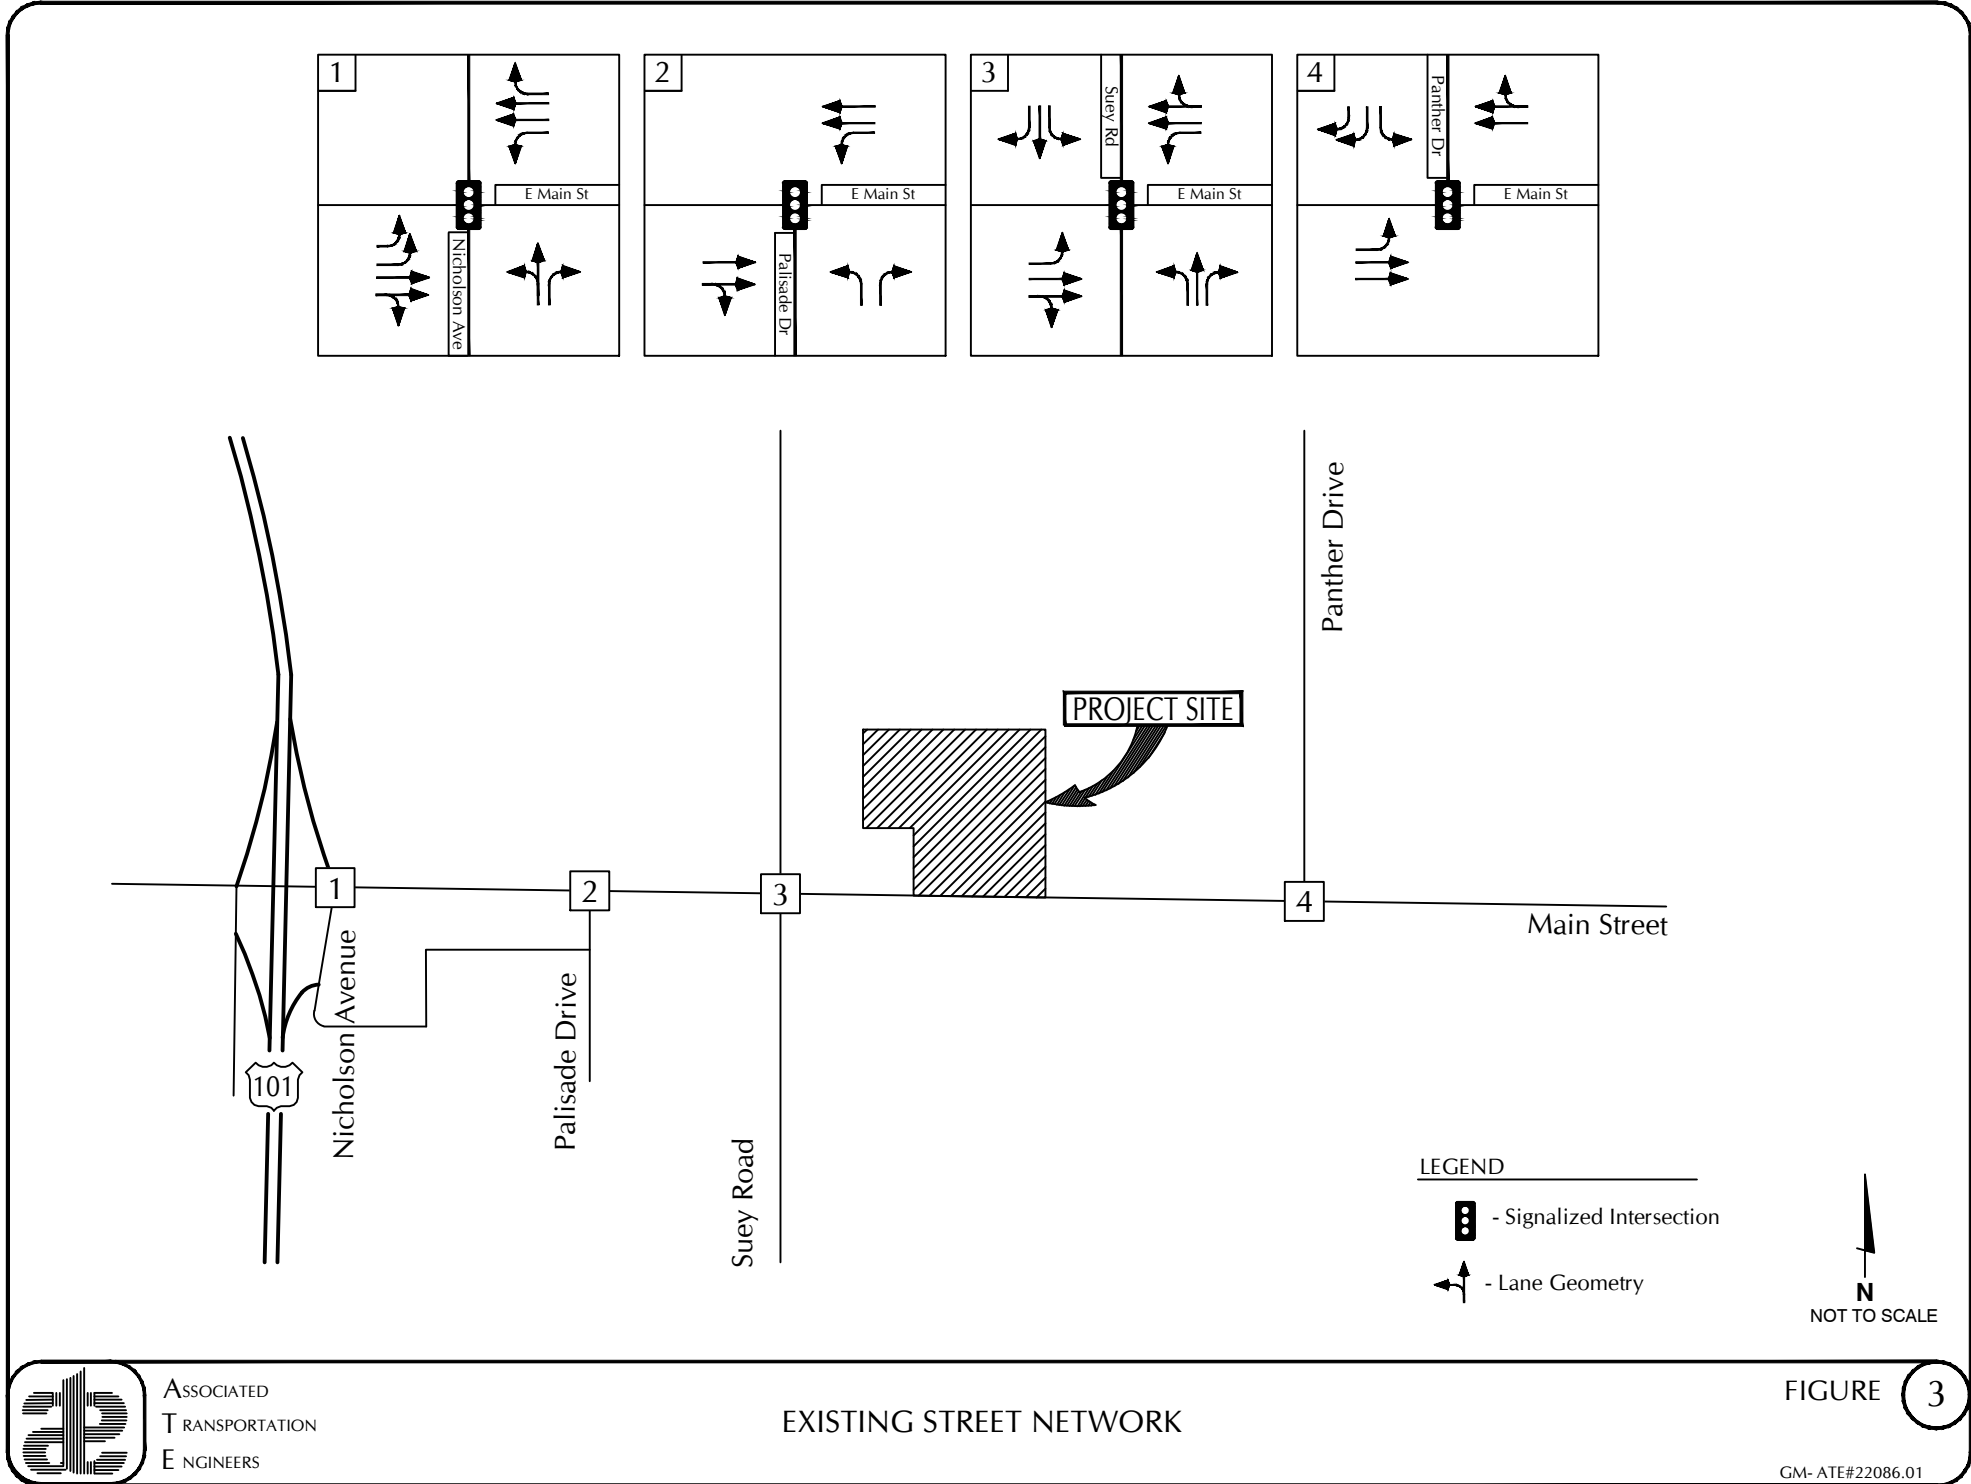 1
2
3
4
Suey Rd
Panther Dr
E Main St
E Main St
E Main St
E Main St
Nicholson Ave
Palisade Dr
Panther Drive
PROJECT SITE
1
2
3
4
Main Street
Nicholson Avenue
Palisade Drive
101
Suey Road
LEGEND
- Signalized Intersection
- Lane Geometry
N
NOT TO SCALE
ASSOCIATED
TRANSPORTATION
ENGINEERS
EXISTING STREET NETWORK
FIGURE 3
GM- ATE#22086.01